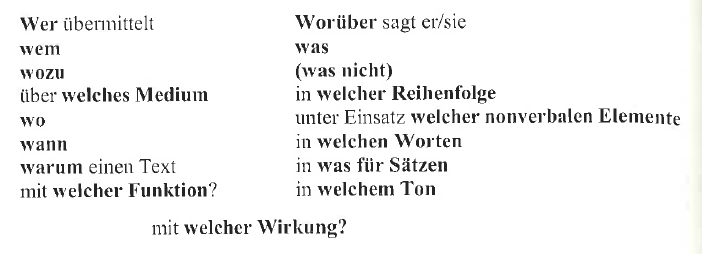 Wer übermittelt
wem
wozu
über welches Medium
wo
wann
warum einen Text
mit welcher Funktion?
Worüber sagt er/sie
was
(was nicht)
in welcher Reihenfolge
unter Einsatz welcher nonverbalen Elemente
in welchen Worten
in was für Sätzen
in welchem Ton
mit welcher Wirkung?